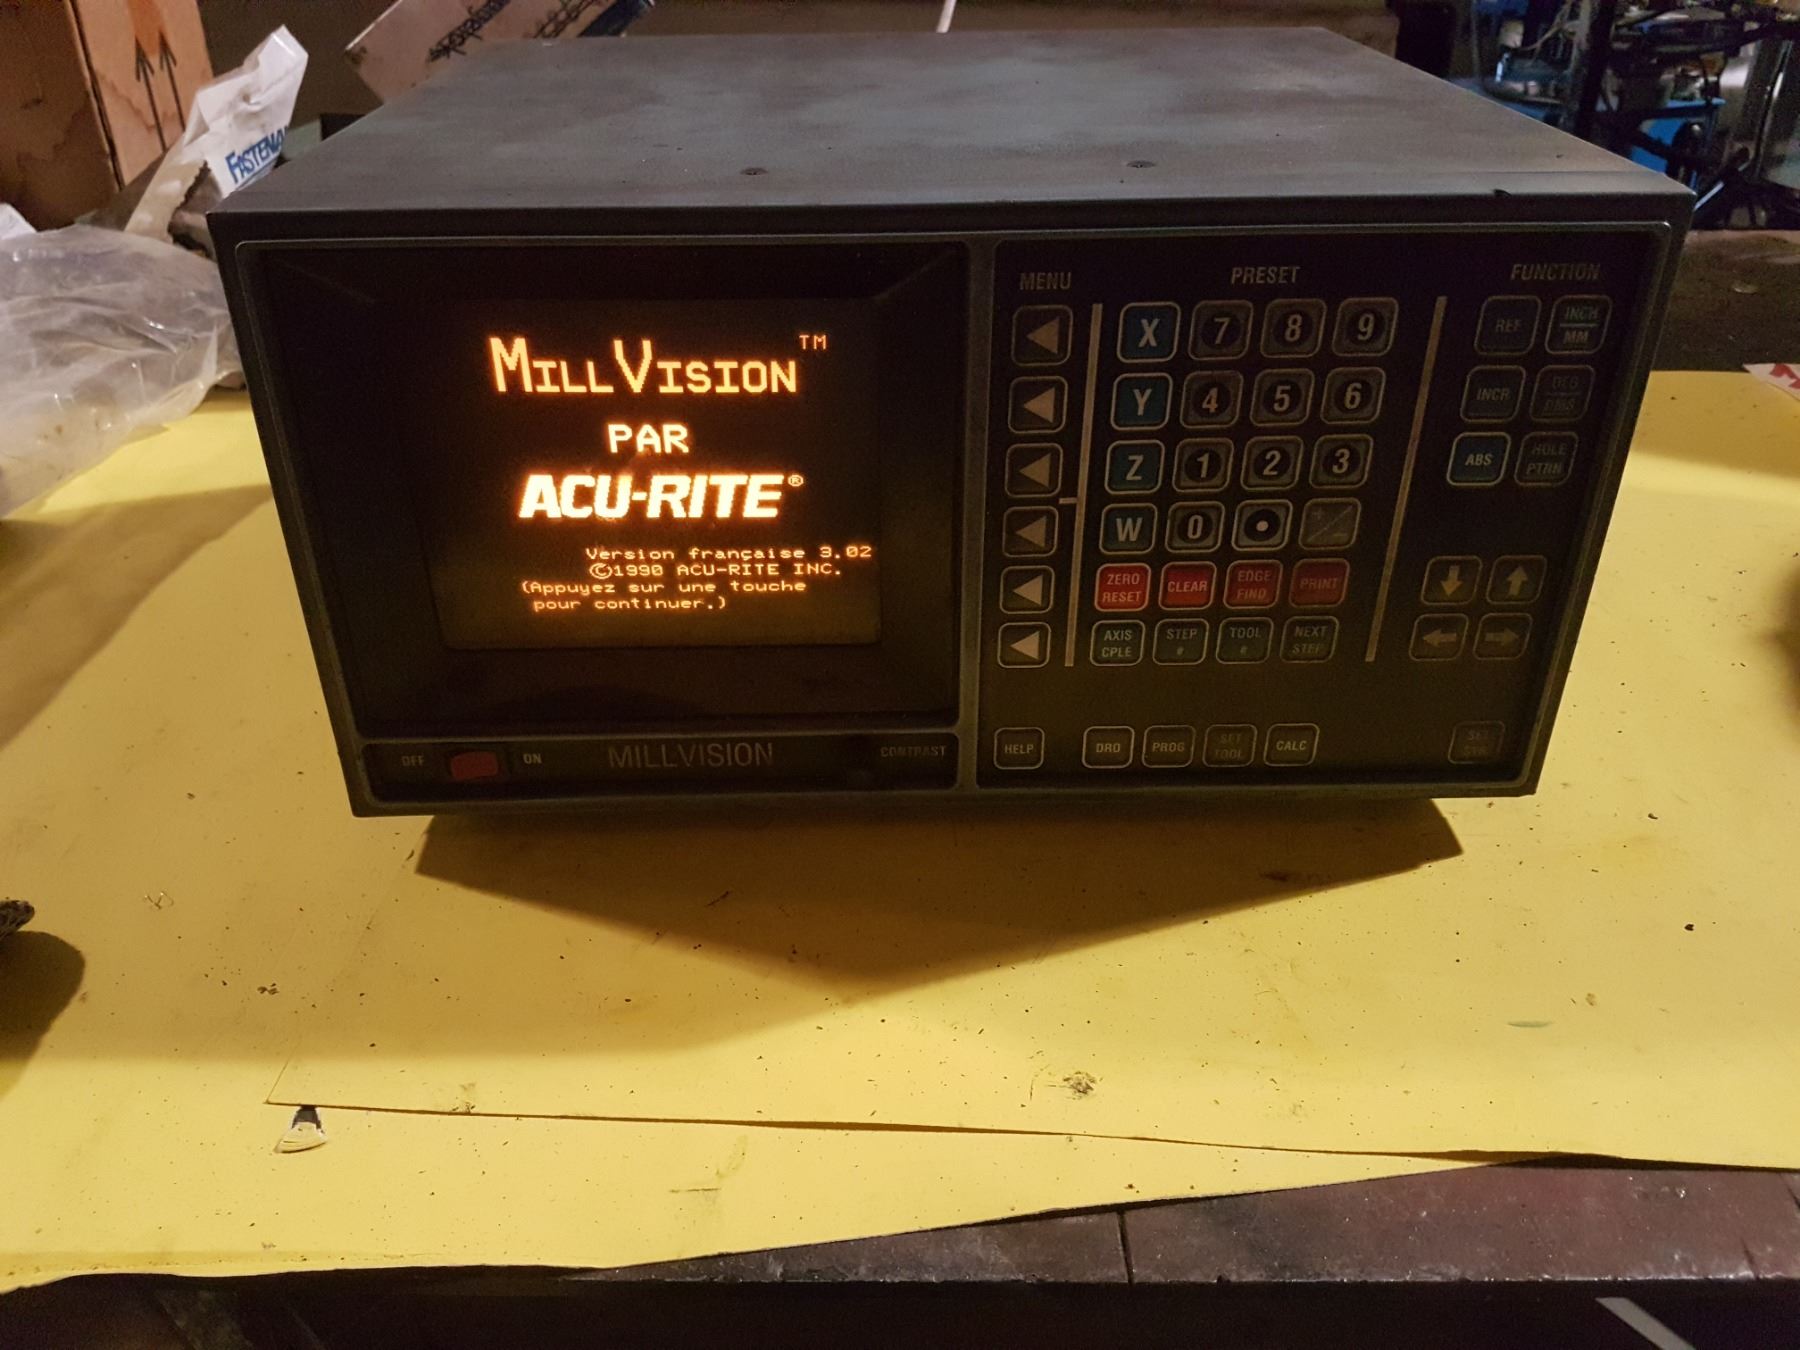 FASTENA
MillVision™
PAR
ACU-RITE®
Version française 3.02
©1990 ACU-RITE INC.
(Appuyez sur une touche
pour continuer.)
OFF ON MILLVISION CONTRAST
MENU PRESET FUNCTION
X 7 8 9 REF INCH MM
Y 4 5 6 INCR DEG DMS
Z 1 2 3 ABS HOLE PTRN
W 0 • +/-
ZERO RESET CLEAR EDGE FIND PRINT
AXIS CPLE STEP # TOOL # NEXT STEP
HELP DRO PROG SET TOOL CALC SET